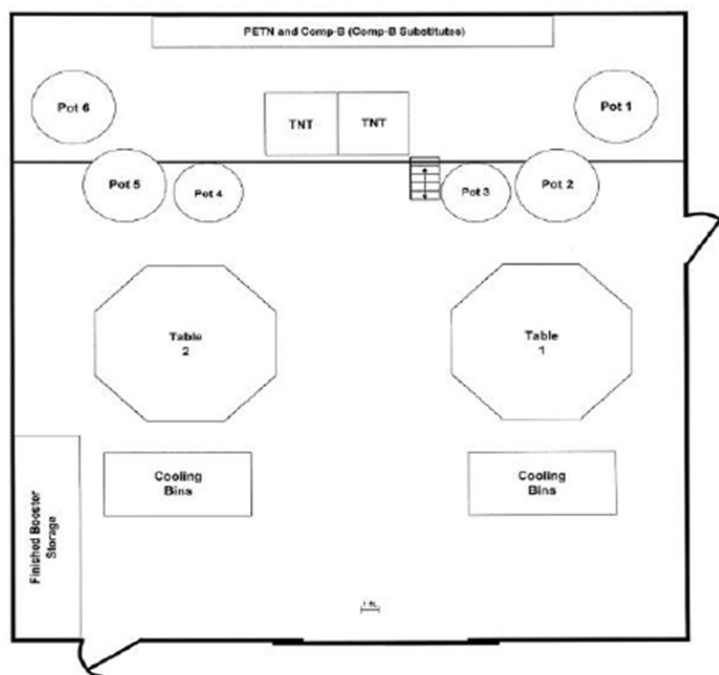 PETN and Comp-B (Comp-B Substitutes)
Pot 6
TNT
TNT
Pot 1
Pot 5
Pot 4
Pot 3
Pot 2
Table
2
Table
1
Cooling
Bins
Cooling
Bins
Finished Booster
Storage